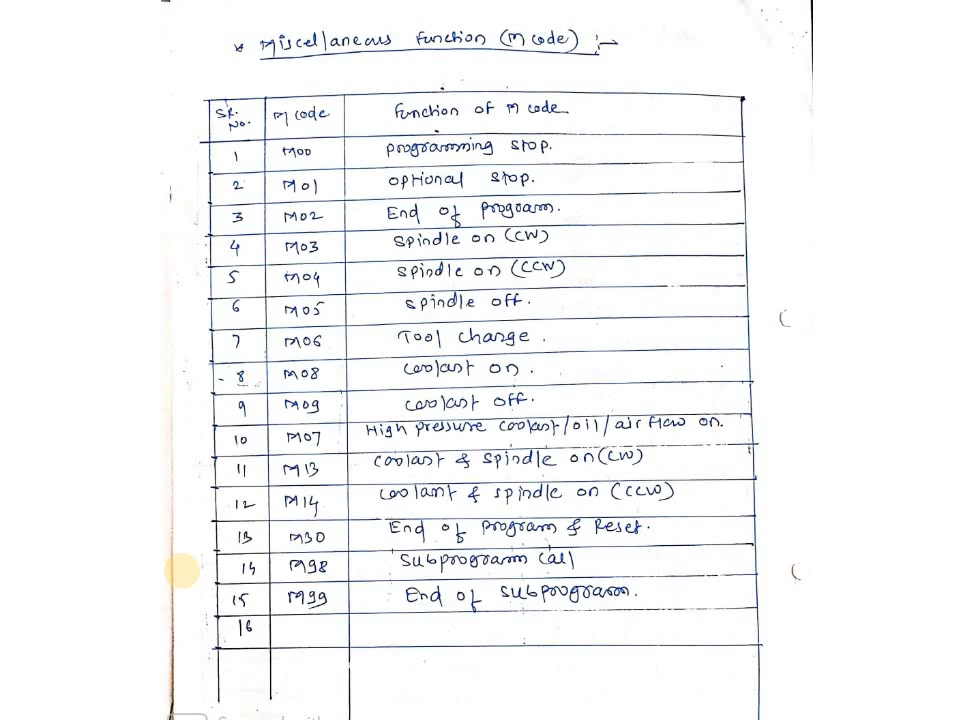 * Miscellaneous function (M code) :-
Sr. No. M code function of M code
1 M00 programming stop.
2 M01 optional stop.
3 M02 End of program.
4 M03 spindle on (CW)
5 M04 spindle on (CCW)
6 M05 spindle off.
7 M06 Tool change.
8 M08 coolant on.
9 M09 coolant off.
10 M07 High pressure coolant/oil/air flow on.
11 M13 coolant & spindle on (CW)
12 M14 coolant & spindle on (CCW)
13 M30 End of program & Reset.
14 M98 Subprogram call
15 M99 End of subprogram.
16